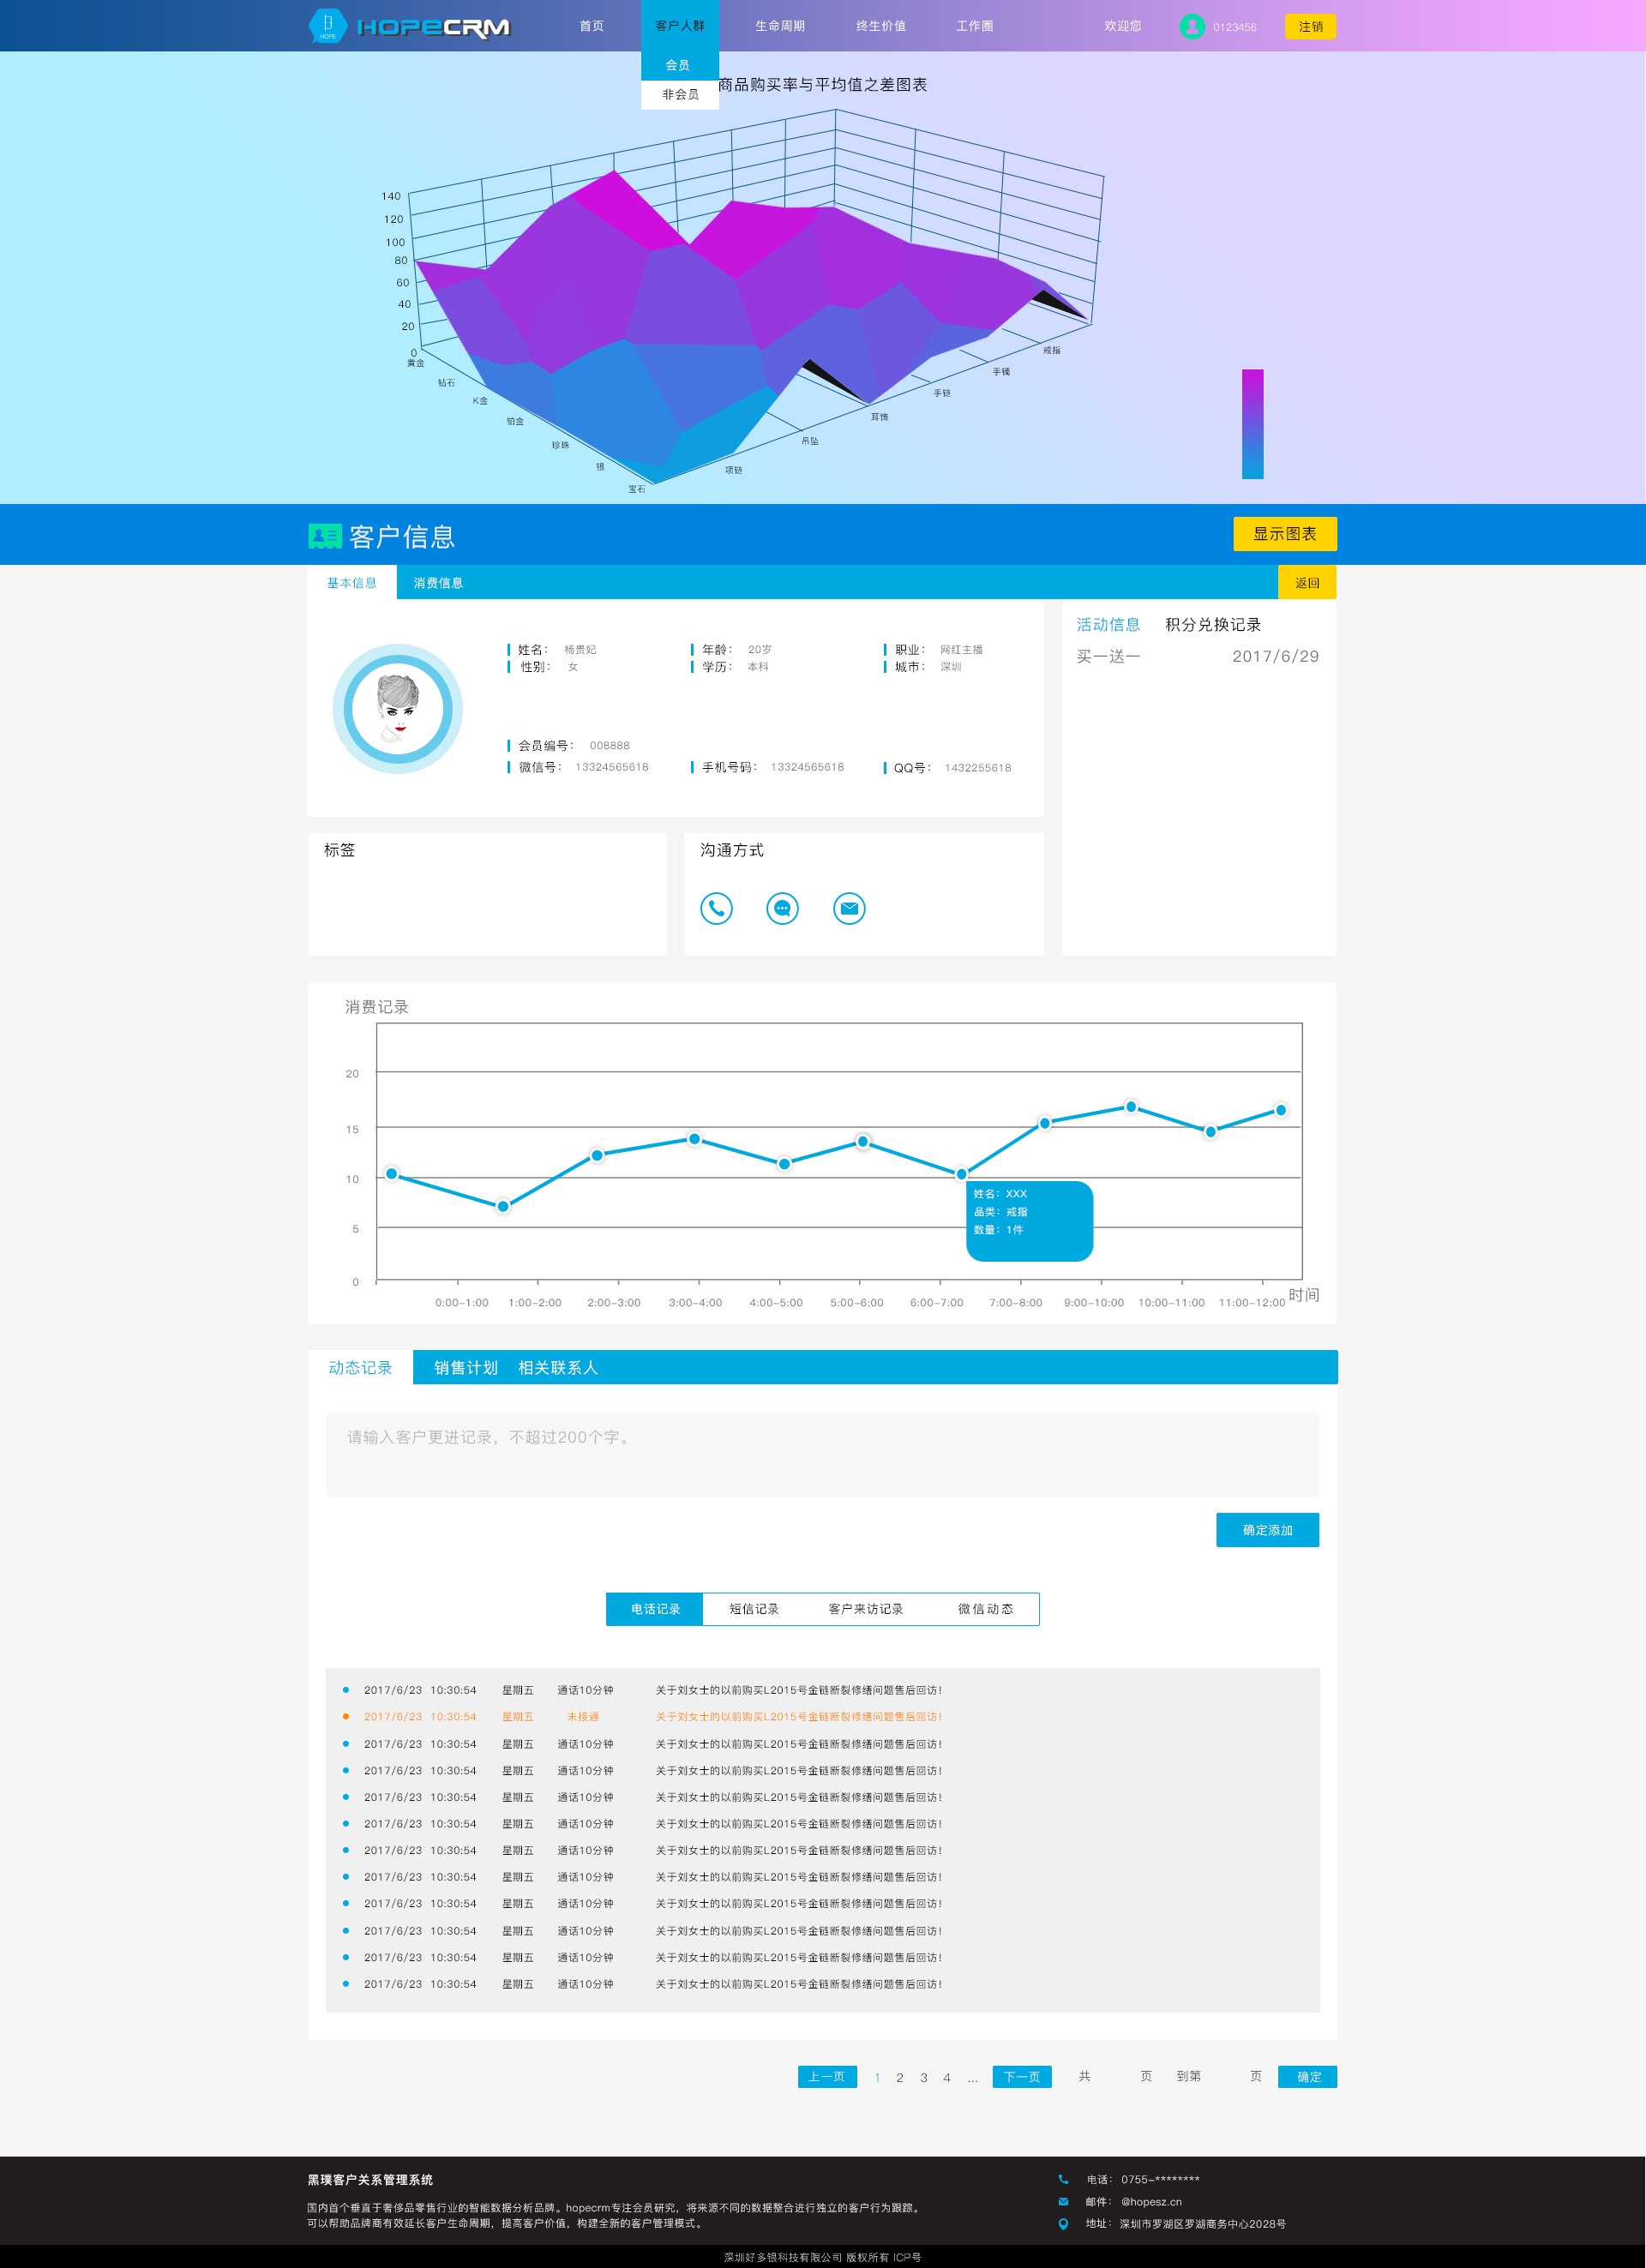 HOPE HOPECRM 首页 客户人群 生命周期 终生价值 工作圈 欢迎您 0123456 注销
会员
非会员
商品购买率与平均值之差图表
140
120
100
80
60
40
20
0
黄金
钻石
K金
铂金
珍珠
银
宝石
项链
吊坠
耳饰
手链
手镯
戒指
客户信息 显示图表
基本信息 消费信息 返回
姓名： 杨贵妃 年龄： 20岁 职业： 网红主播
性别： 女 学历： 本科 城市： 深圳
会员编号： 008888
微信号： 13324565618 手机号码： 13324565618 QQ号： 1432255618
活动信息 积分兑换记录
买一送一 2017/6/29
标签
沟通方式
消费记录
20
15
10
5
0
姓名：XXX
品类：戒指
数量：1件
0:00-1:00 1:00-2:00 2:00-3:00 3:00-4:00 4:00-5:00 5:00-6:00 6:00-7:00 7:00-8:00 9:00-10:00 10:00-11:00 11:00-12:00 时间
动态记录 销售计划 相关联系人
请输入客户更进记录，不超过200个字。
确定添加
电话记录 短信记录 客户来访记录 微信动态
2017/6/23 10:30:54 星期五 通话10分钟 关于刘女士的以前购买L2015号金链断裂修缮问题售后回访！
2017/6/23 10:30:54 星期五 未接通 关于刘女士的以前购买L2015号金链断裂修缮问题售后回访！
2017/6/23 10:30:54 星期五 通话10分钟 关于刘女士的以前购买L2015号金链断裂修缮问题售后回访！
2017/6/23 10:30:54 星期五 通话10分钟 关于刘女士的以前购买L2015号金链断裂修缮问题售后回访！
2017/6/23 10:30:54 星期五 通话10分钟 关于刘女士的以前购买L2015号金链断裂修缮问题售后回访！
2017/6/23 10:30:54 星期五 通话10分钟 关于刘女士的以前购买L2015号金链断裂修缮问题售后回访！
2017/6/23 10:30:54 星期五 通话10分钟 关于刘女士的以前购买L2015号金链断裂修缮问题售后回访！
2017/6/23 10:30:54 星期五 通话10分钟 关于刘女士的以前购买L2015号金链断裂修缮问题售后回访！
2017/6/23 10:30:54 星期五 通话10分钟 关于刘女士的以前购买L2015号金链断裂修缮问题售后回访！
2017/6/23 10:30:54 星期五 通话10分钟 关于刘女士的以前购买L2015号金链断裂修缮问题售后回访！
2017/6/23 10:30:54 星期五 通话10分钟 关于刘女士的以前购买L2015号金链断裂修缮问题售后回访！
2017/6/23 10:30:54 星期五 通话10分钟 关于刘女士的以前购买L2015号金链断裂修缮问题售后回访！
上一页 1 2 3 4 ... 下一页 共 页 到第 页 确定
黑璞客户关系管理系统
国内首个垂直于奢侈品零售行业的智能数据分析品牌。hopecrm专注会员研究，将来源不同的数据整合进行独立的客户行为跟踪。
可以帮助品牌商有效延长客户生命周期，提高客户价值，构建全新的客户管理模式。
电话： 0755-********
邮件： @hopesz.cn
地址： 深圳市罗湖区罗湖商务中心2028号
深圳好多银科技有限公司 版权所有 ICP号